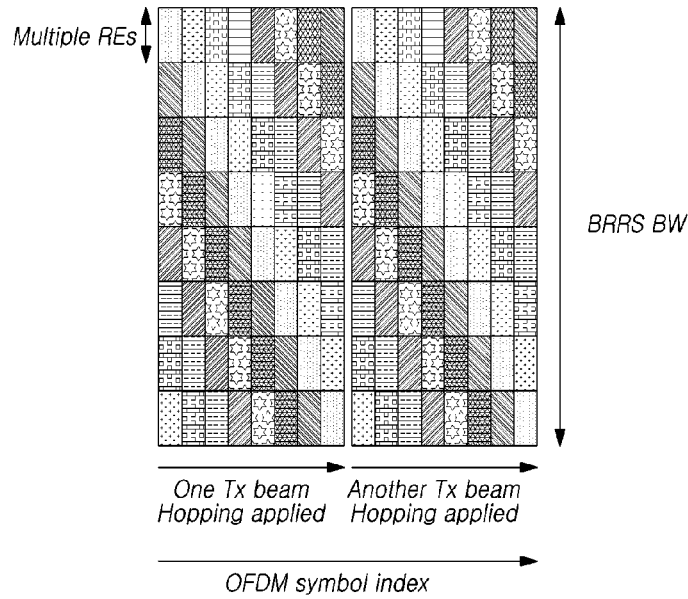 Multiple REs
BRRS BW
One Tx beam
Hopping applied
Another Tx beam
Hopping applied
OFDM symbol index